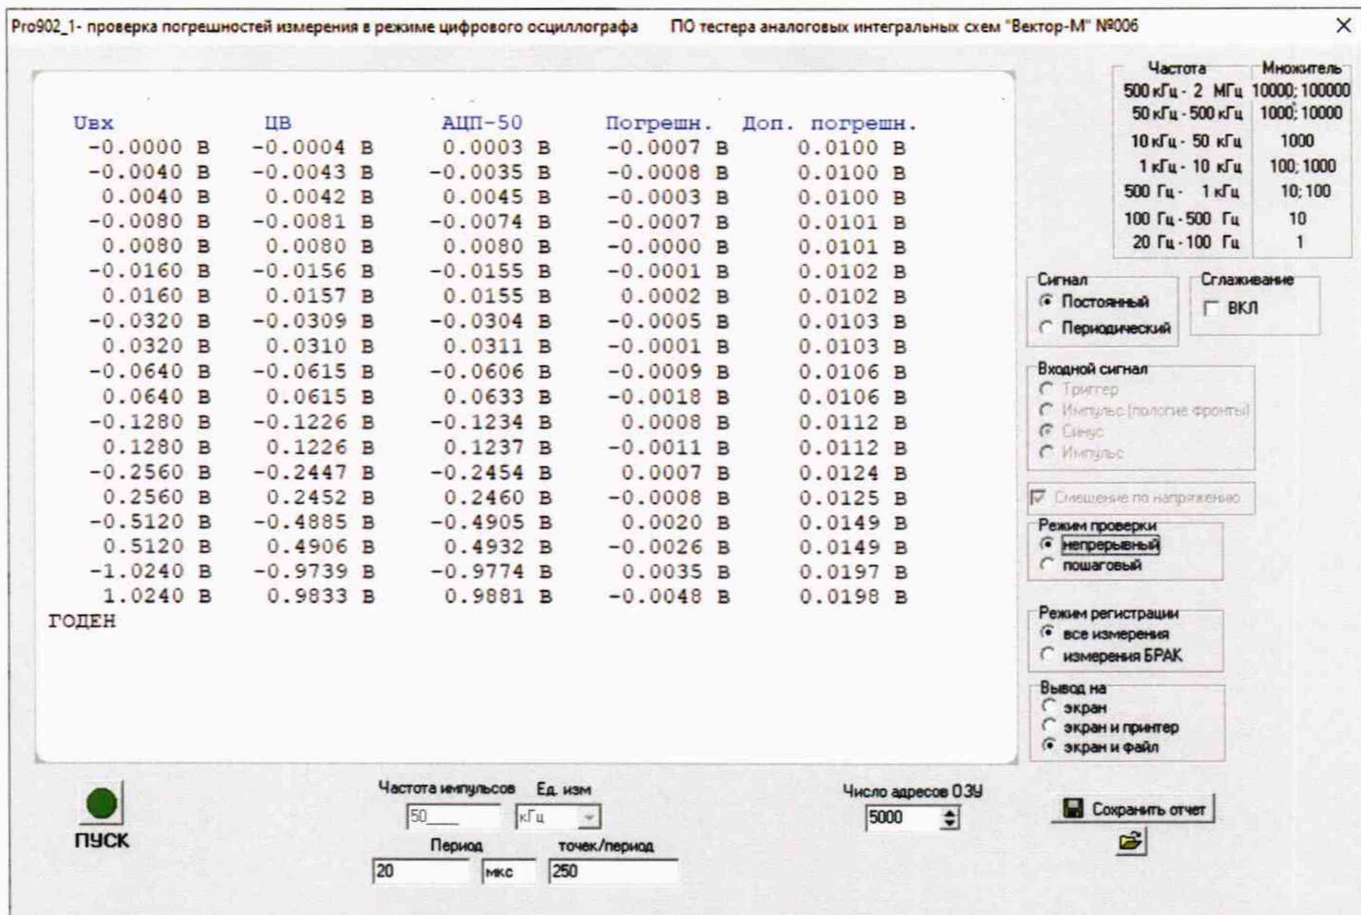 Pro902_1- проверка погрешностей измерения в режиме цифрового осциллографа ПО тестера аналоговых интегральных схем "Вектор-М" №006
Uвх ЦВ АЦП-50 Погрешн. Доп. погрешн.
-0.0000 В -0.0004 В 0.0003 В -0.0007 В 0.0100 В
-0.0040 В -0.0043 В -0.0035 В -0.0008 В 0.0100 В
0.0040 В 0.0042 В 0.0045 В -0.0003 В 0.0100 В
-0.0080 В -0.0081 В -0.0074 В -0.0007 В 0.0101 В
0.0080 В 0.0080 В 0.0080 В -0.0000 В 0.0101 В
-0.0160 В -0.0156 В -0.0155 В -0.0001 В 0.0102 В
0.0160 В 0.0157 В 0.0155 В 0.0002 В 0.0102 В
-0.0320 В -0.0309 В -0.0304 В -0.0005 В 0.0103 В
0.0320 В 0.0310 В 0.0311 В -0.0001 В 0.0103 В
-0.0640 В -0.0615 В -0.0606 В -0.0009 В 0.0106 В
0.0640 В 0.0615 В 0.0633 В -0.0018 В 0.0106 В
-0.1280 В -0.1226 В -0.1234 В 0.0008 В 0.0112 В
0.1280 В 0.1226 В 0.1237 В -0.0011 В 0.0112 В
-0.2560 В -0.2447 В -0.2454 В 0.0007 В 0.0124 В
0.2560 В 0.2452 В 0.2460 В -0.0008 В 0.0125 В
-0.5120 В -0.4885 В -0.4905 В 0.0020 В 0.0149 В
0.5120 В 0.4906 В 0.4932 В -0.0026 В 0.0149 В
-1.0240 В -0.9739 В -0.9774 В 0.0035 В 0.0197 В
1.0240 В 0.9833 В 0.9881 В -0.0048 В 0.0198 В
ГОДЕН
Частота Множитель
500 кГц - 2 МГц 10000; 100000
50 кГц - 500 кГц 1000; 10000
10 кГц - 50 кГц 1000
1 кГц - 10 кГц 100; 1000
500 Гц - 1 кГц 10; 100
100 Гц - 500 Гц 10
20 Гц - 100 Гц 1
Сигнал
Постоянный
Периодический
Сглаживание
ВКЛ
Входной сигнал
Триггер
Импульс (пологие фронты)
Синус
Импульс
Смещение по напряжению
Режим проверки
непрерывный
пошаговый
Режим регистрации
все измерения
измерения БРАК
Вывод на
экран
экран и принтер
экран и файл
ПУСК
Частота импульсов Ед. изм
50____ кГц
Период точек/период
20 мкс 250
Число адресов ОЗУ
5000
Сохранить отчет